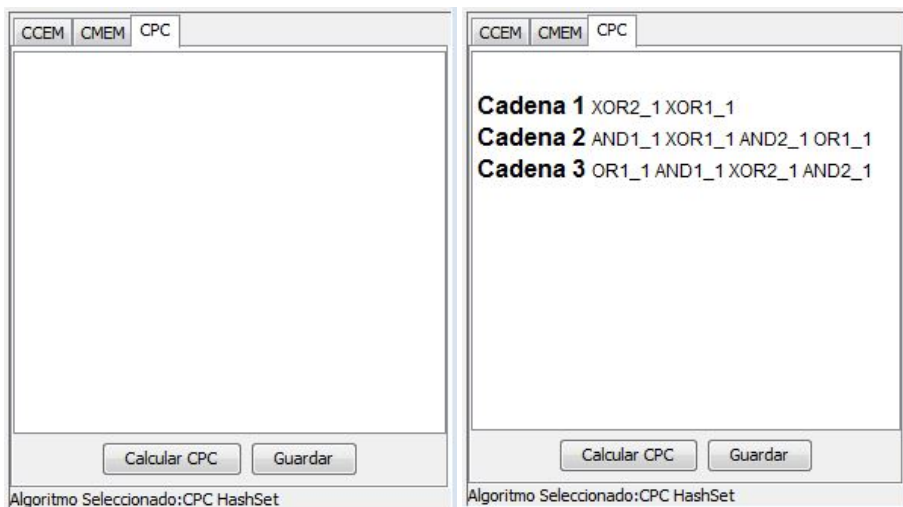 CCEM CMEM CPC
Calcular CPC Guardar
Algoritmo Seleccionado:CPC HashSet
CCEM CMEM CPC
Cadena 1 XOR2_1 XOR1_1
Cadena 2 AND1_1 XOR1_1 AND2_1 OR1_1
Cadena 3 OR1_1 AND1_1 XOR2_1 AND2_1
Calcular CPC Guardar
Algoritmo Seleccionado:CPC HashSet